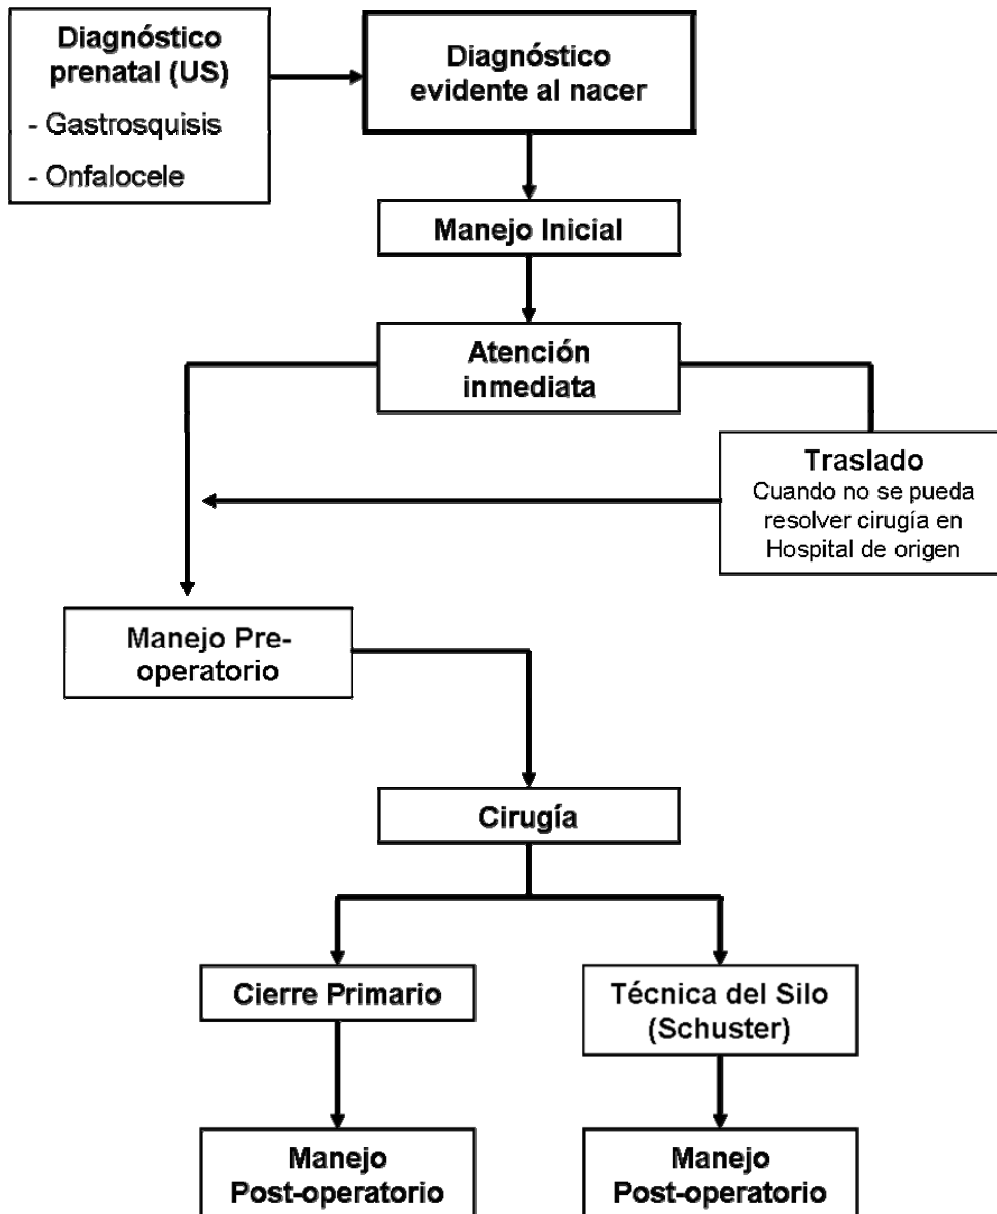 Diagnóstico
prenatal (US)
- Gastrosquisis
- Onfalocele
Diagnóstico
evidente al nacer
Manejo Inicial
Atención
inmediata
Traslado
Cuando no se pueda
resolver cirugía en
Hospital de origen
Manejo Pre-
operatorio
Cirugía
Cierre Primario
Técnica del Silo
(Schuster)
Manejo
Post-operatorio
Manejo
Post-operatorio